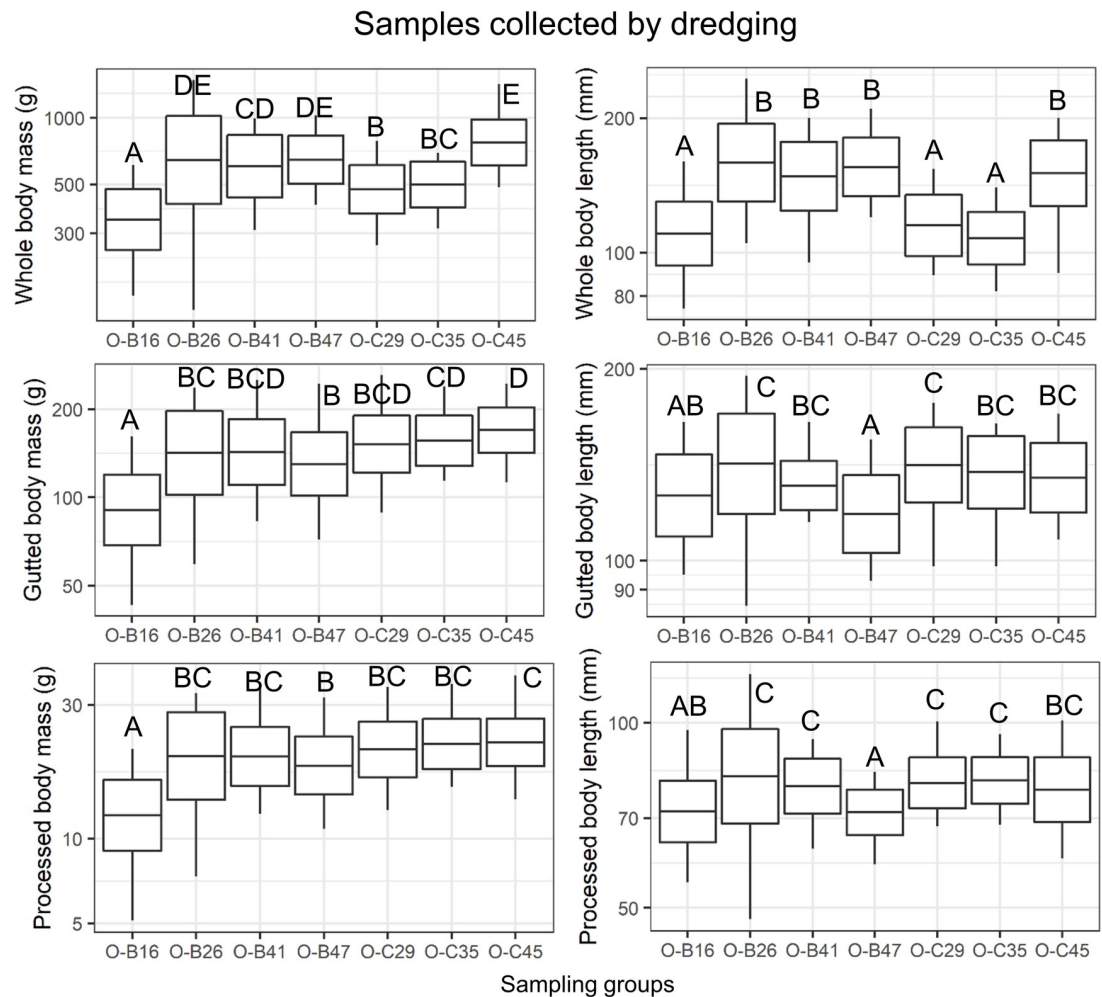 Samples collected by dredging
Whole body mass (g)
1000
500
300
A
DE
CD
DE
B
BC
E
O-B16 O-B26 O-B41 O-B47 O-C29 O-C35 O-C45
Whole body length (mm)
200
100
80
A
B
B
B
A
A
B
O-B16 O-B26 O-B41 O-B47 O-C29 O-C35 O-C45
Gutted body mass (g)
200
100
50
A
BC
BCD
B
BCD
CD
D
O-B16 O-B26 O-B41 O-B47 O-C29 O-C35 O-C45
Gutted body length (mm)
200
100
90
AB
C
BC
A
C
BC
BC
O-B16 O-B26 O-B41 O-B47 O-C29 O-C35 O-C45
Processed body mass (g)
30
10
5
A
BC
BC
B
BC
BC
C
O-B16 O-B26 O-B41 O-B47 O-C29 O-C35 O-C45
Processed body length (mm)
100
70
50
AB
C
C
A
C
C
BC
O-B16 O-B26 O-B41 O-B47 O-C29 O-C35 O-C45
Sampling groups